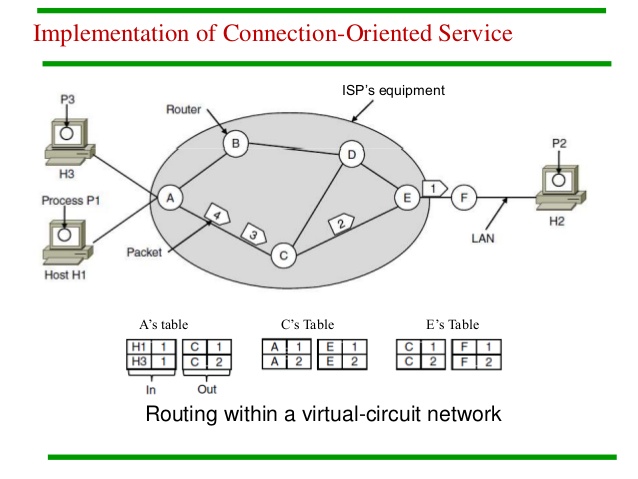 Implementation of Connection-Oriented Service
ISP's equipment
P3
Router
B
P2
D
H3
Process P1
A
4
3
2
E
1
F
H2
LAN
Packet
C
Host H1
A's table
C's Table
E's Table
H1 1 C 1 A 1 E 1 C 1 F 1
H3 1 C 2 A 2 E 2 C 2 F 2
In Out
Routing within a virtual-circuit network